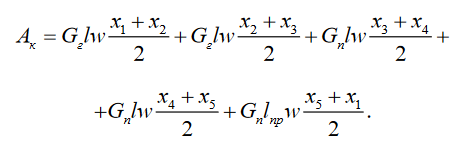 A_к = G_г lw (x_1 + x_2)/2 + G_г lw (x_2 + x_3)/2 + G_п lw (x_3 + x_4)/2 +
+G_п lw (x_4 + x_5)/2 + G_п l_пр w (x_5 + x_1)/2 .